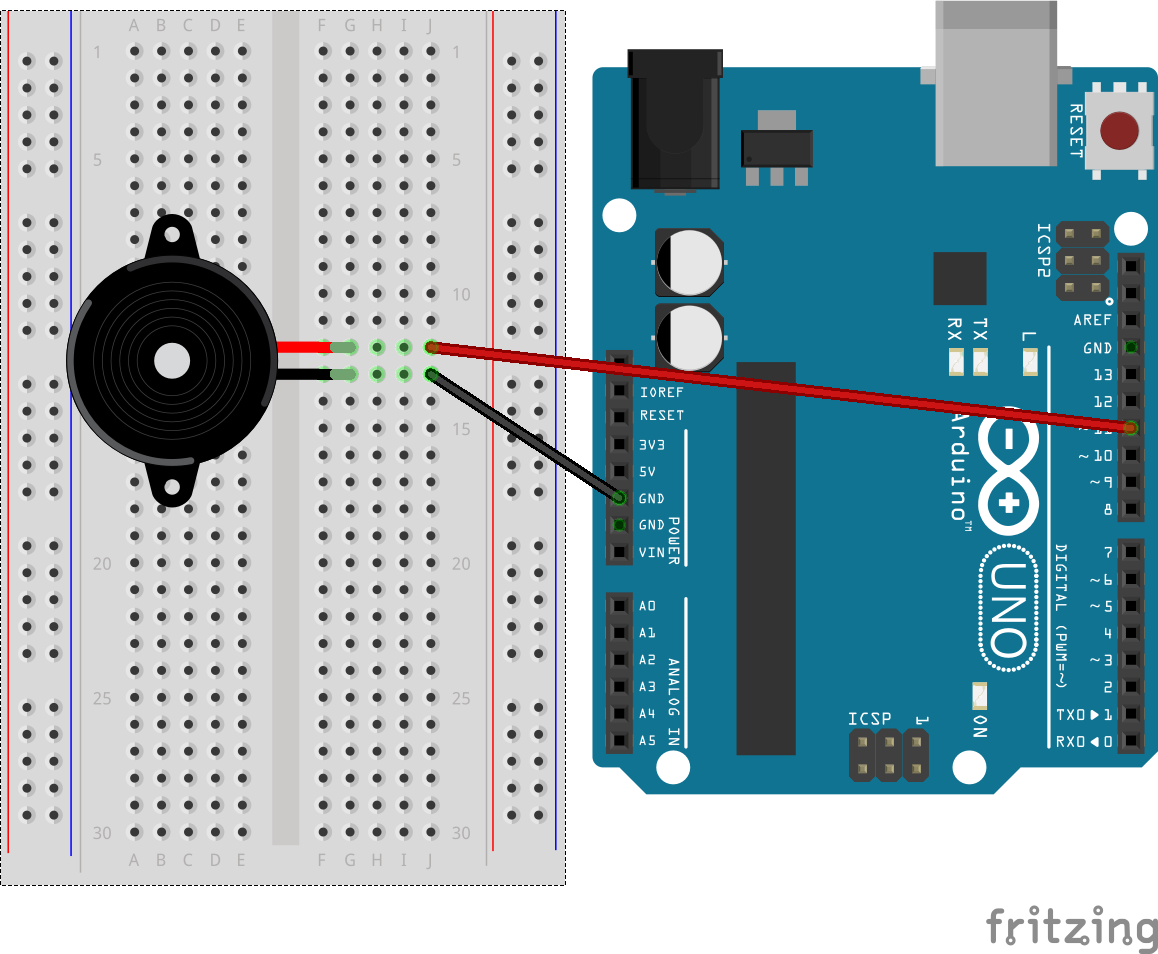 A B C D E F G H I J
1 1
5 5
10
15
20 20
25 25
30 30
A B C D E F G H I J
RESET
ICSP2
AREF
GND
13
12
~10
~9
8
7
~6
~5
4
~3
2
TX0▶1
RX0◀0
DIGITAL (PWM=~)
RX
TX
L
IOREF
RESET
3V3
5V
GND
GND
VIN
POWER
A0
A1
A2
A3
A4
A5
ANALOG IN
Arduino™
UNO
ON
ICSP
1
fritzing